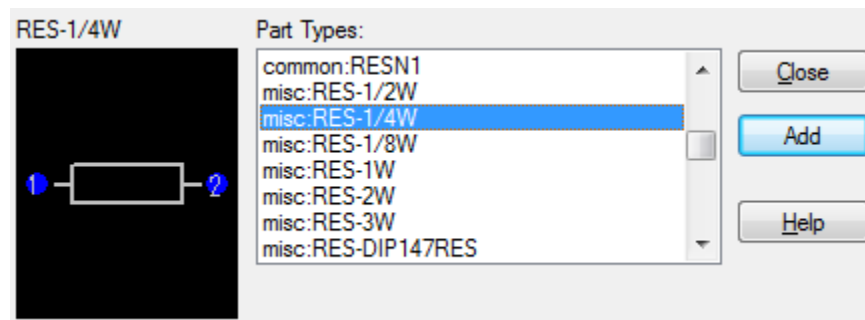 RES-1/4W
Part Types:
common:RESN1
misc:RES-1/2W
misc:RES-1/4W
misc:RES-1/8W
misc:RES-1W
misc:RES-2W
misc:RES-3W
misc:RES-DIP147RES
Close
Add
Help
1
2